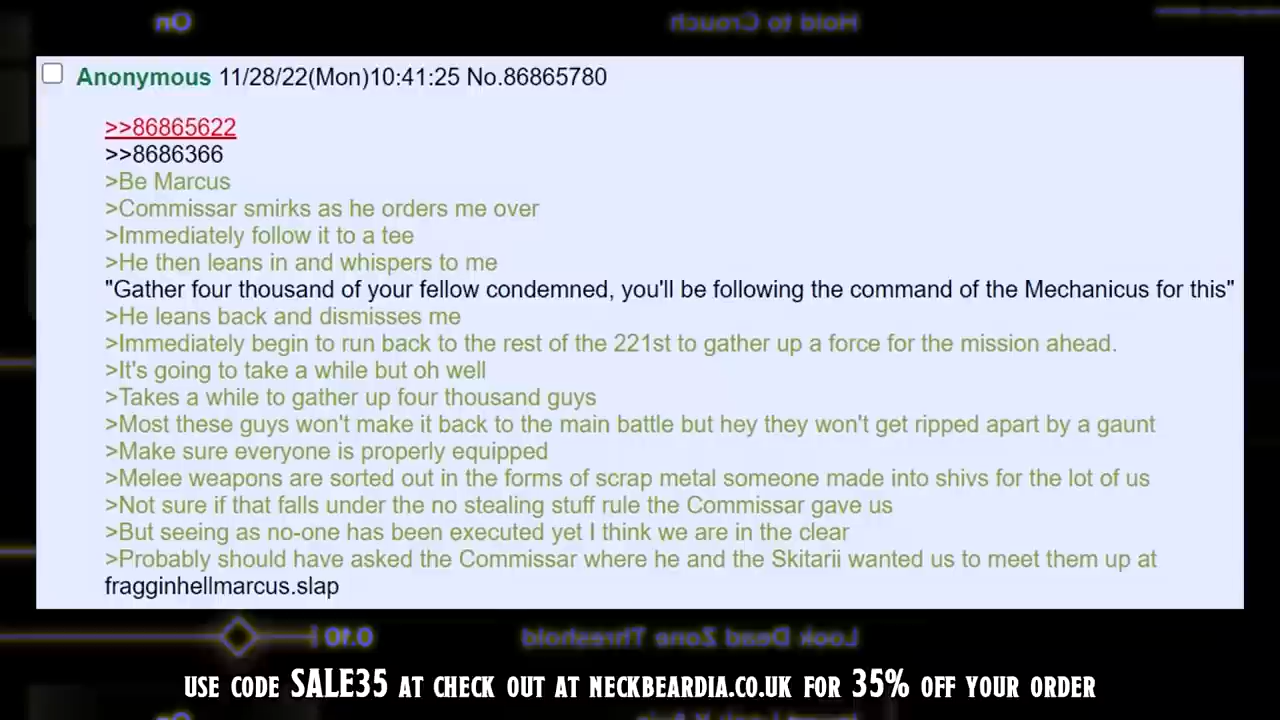 On Hold to Crouch
Anonymous 11/28/22(Mon)10:41:25 No.86865780
>>86865622
>>8686366
>Be Marcus
>Commissar smirks as he orders me over
>Immediately follow it to a tee
>He then leans in and whispers to me
"Gather four thousand of your fellow condemned, you'll be following the command of the Mechanicus for this"
>He leans back and dismisses me
>Immediately begin to run back to the rest of the 221st to gather up a force for the mission ahead.
>It's going to take a while but oh well
>Takes a while to gather up four thousand guys
>Most these guys won't make it back to the main battle but hey they won't get ripped apart by a gaunt
>Make sure everyone is properly equipped
>Melee weapons are sorted out in the forms of scrap metal someone made into shivs for the lot of us
>Not sure if that falls under the no stealing stuff rule the Commissar gave us
>But seeing as no-one has been executed yet I think we are in the clear
>Probably should have asked the Commissar where he and the Skitarii wanted us to meet them up at
fragginhellmarcus.slap
0.10 Look Dead Zone Threshold
USE CODE SALE35 AT CHECK OUT AT NECKBEARDIA.CO.UK FOR 35% OFF YOUR ORDER